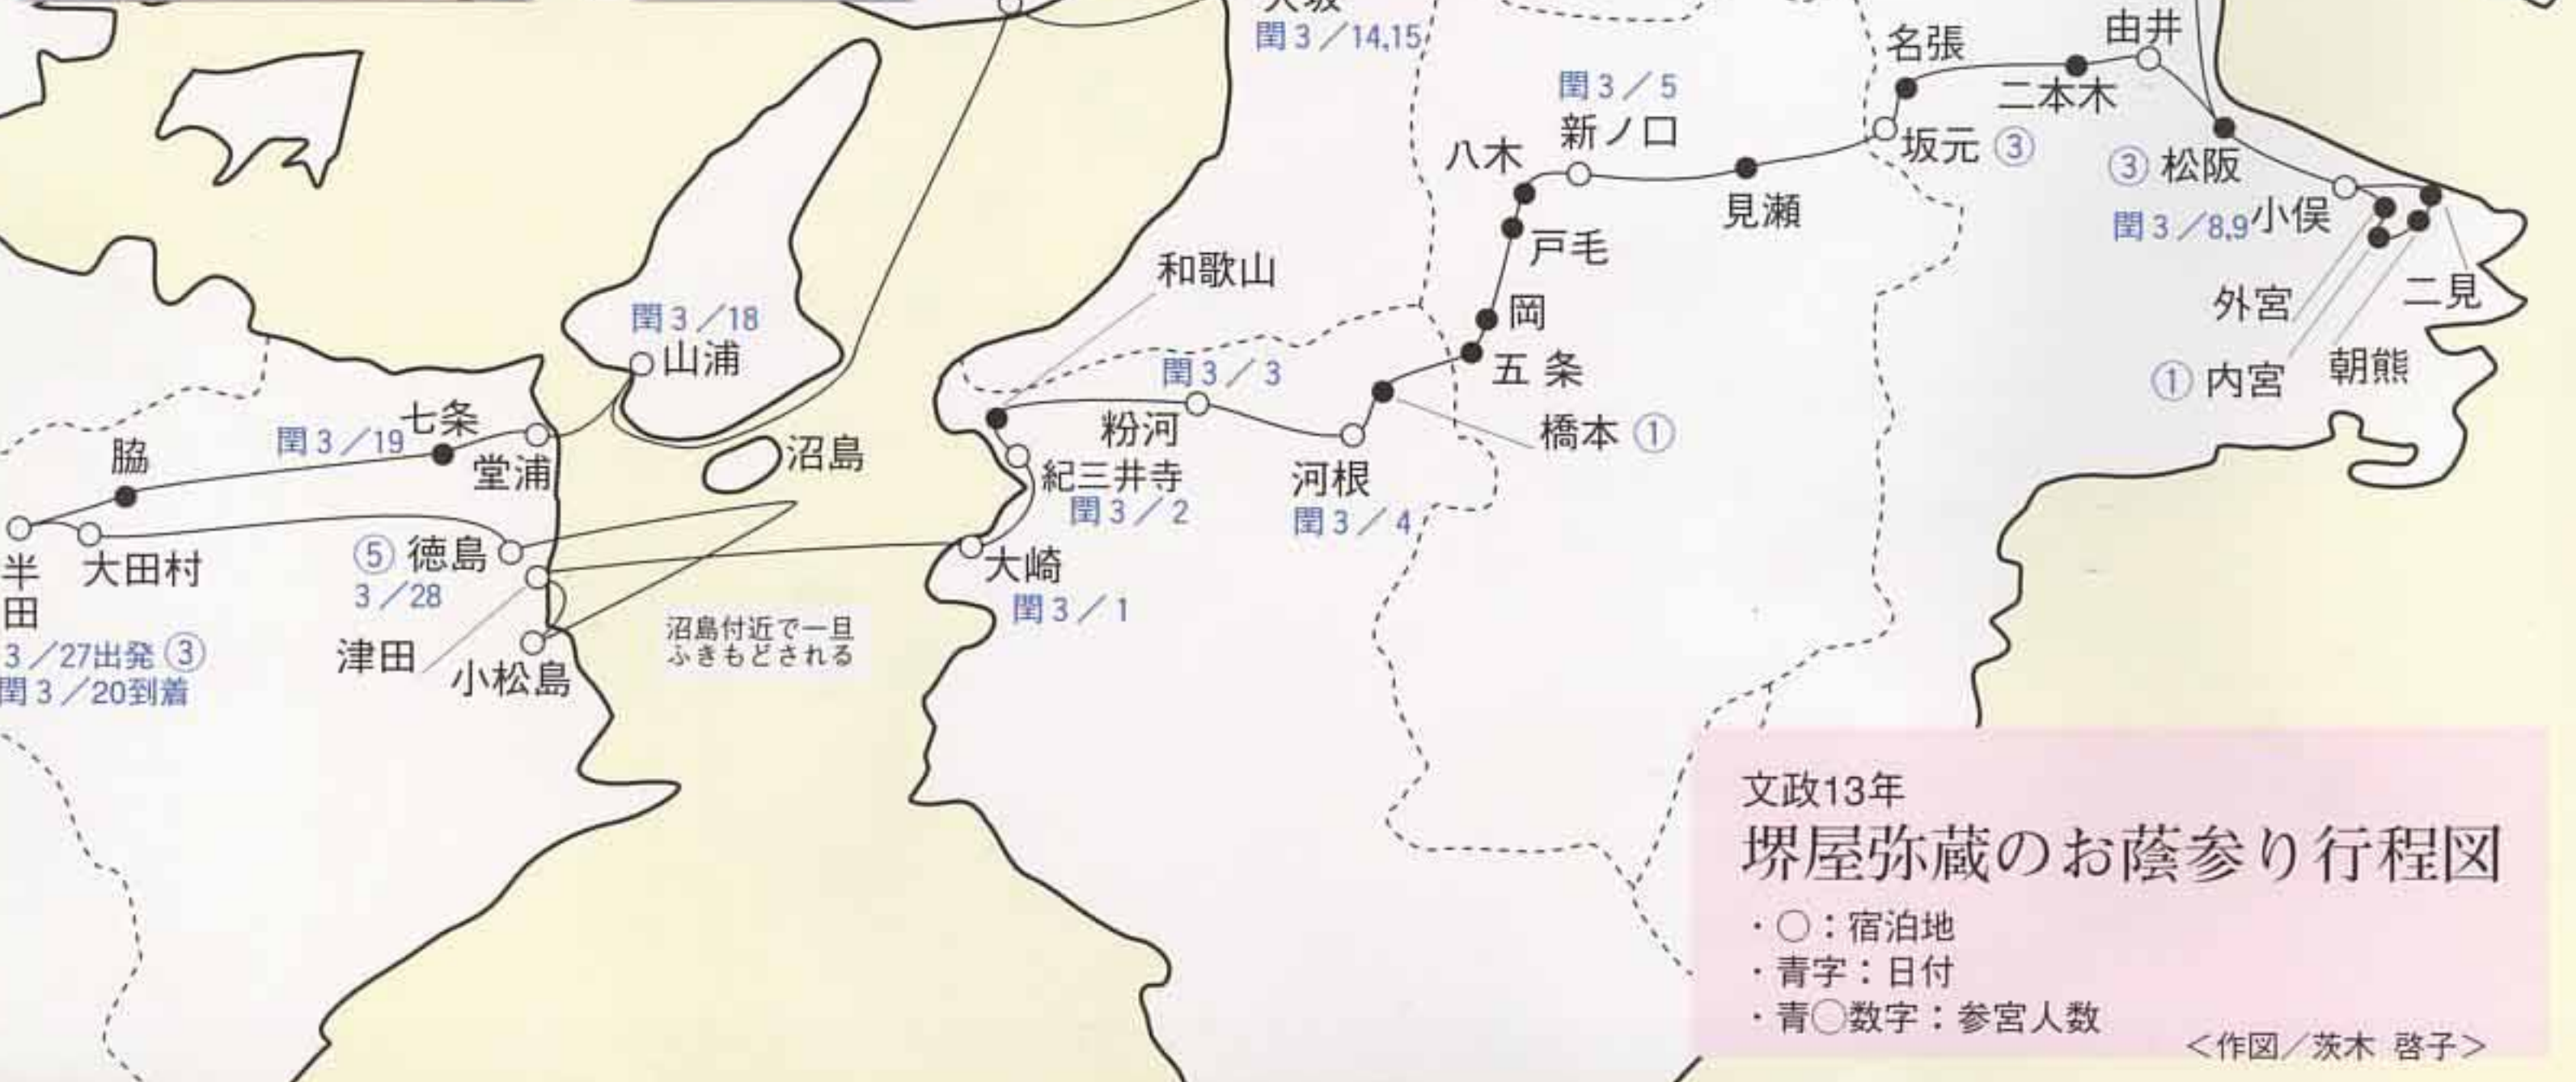 閏3／14,15
由井
名張
二本木
閏3／5
新ノ口
八木
坂元 ③
③ 松阪
見瀬
閏3／8,9
小俣
戸毛
和歌山
外宮
二見
閏3／18
山浦
岡
五条
閏3／3
① 内宮
朝熊
七条
閏3／19
脇
粉河
橋本 ①
沼島
堂浦
紀三井寺
閏3／2
河根
閏3／4
半田
大田村
⑤ 徳島
3／28
大崎
閏3／1
3／27出発 ③
閏3／20到着
津田
小松島
沼島付近で一旦
ふきもどされる
文政13年
堺屋弥蔵のお蔭参り行程図
・○：宿泊地
・青字：日付
・青○数字：参宮人数
＜作図／茨木 啓子＞